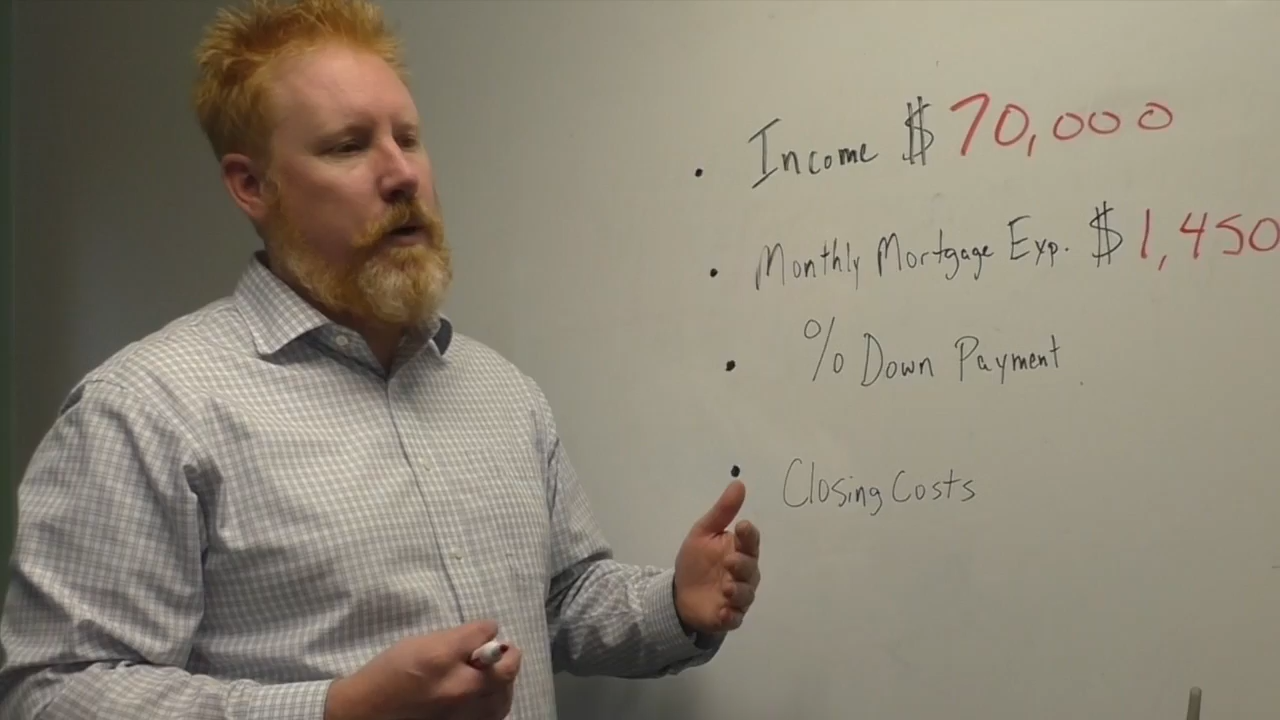 • Income $70,000
• Monthly Mortgage Exp. $1,450
• % Down Payment
• Closing Costs